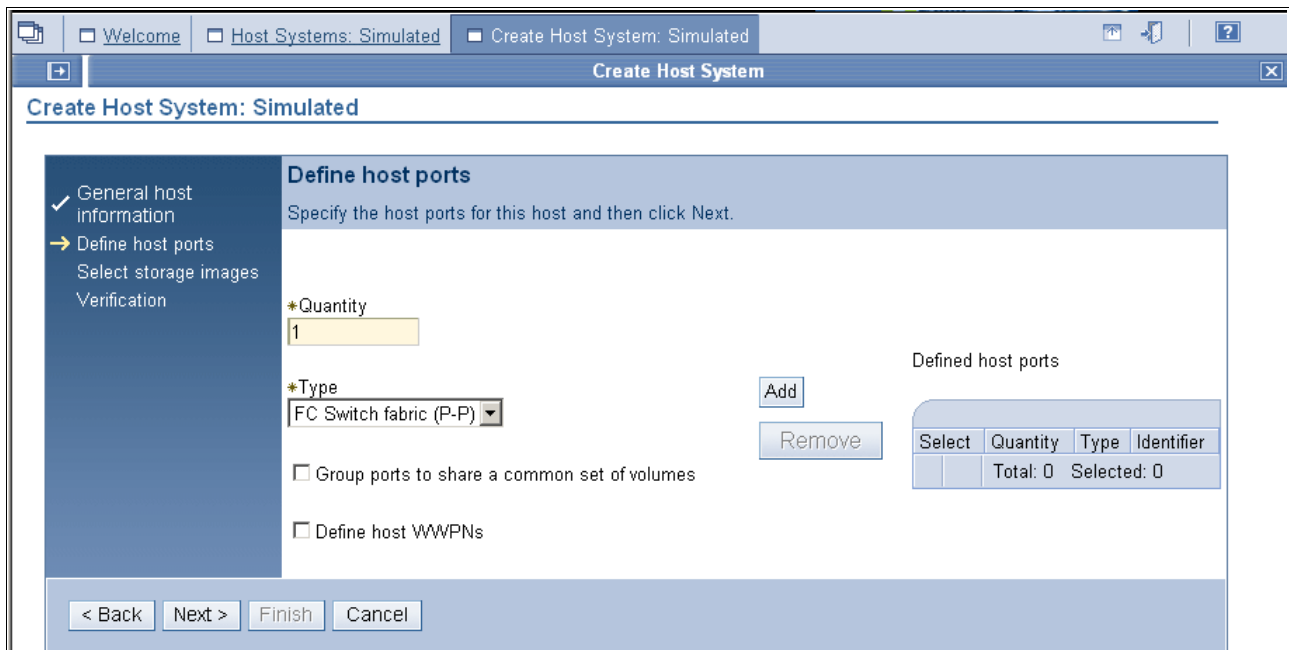 Welcome
Host Systems: Simulated
Create Host System: Simulated
?
Create Host System
Create Host System: Simulated
General host
information
Define host ports
Select storage images
Verification
Define host ports
Specify the host ports for this host and then click Next.
*Quantity
1
*Type
FC Switch fabric (P-P)
Group ports to share a common set of volumes
Define host WWPNs
Add
Remove
Defined host ports
Select Quantity Type Identifier
Total: 0 Selected: 0
< Back Next > Finish Cancel